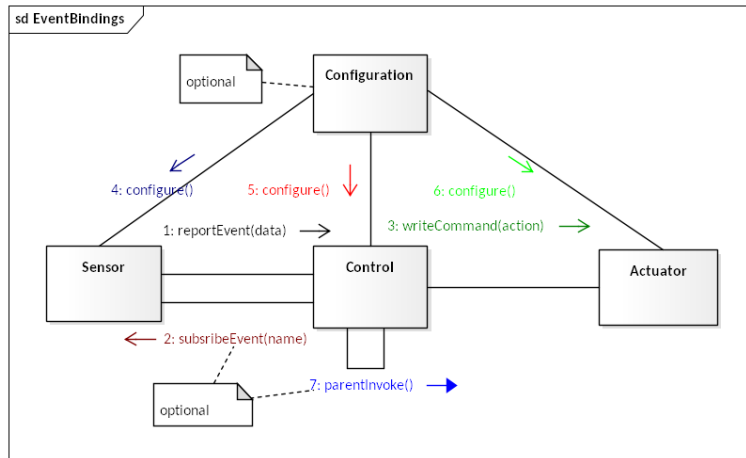 sd EventBindings
optional
Configuration
4: configure()
5: configure()
6: configure()
1: reportEvent(data)
3: writeCommand(action)
Sensor
Control
Actuator
2: subsribeEvent(name)
7: parentInvoke()
optional